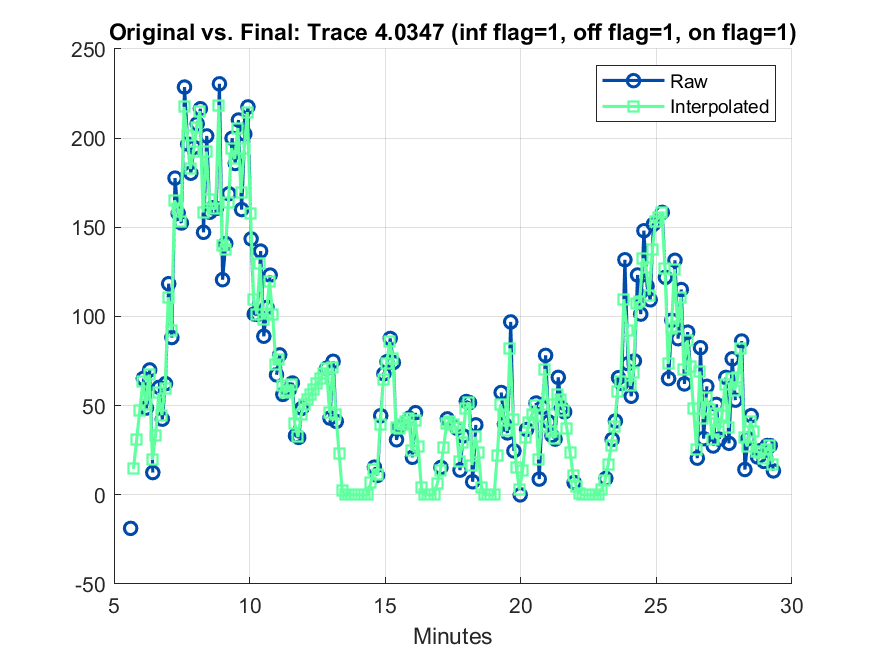 Original vs. Final: Trace 4.0347 (inf flag=1, off flag=1, on flag=1)
250
200
150
100
50
0
-50
Raw
Interpolated
5 10 15 20 25 30
Minutes